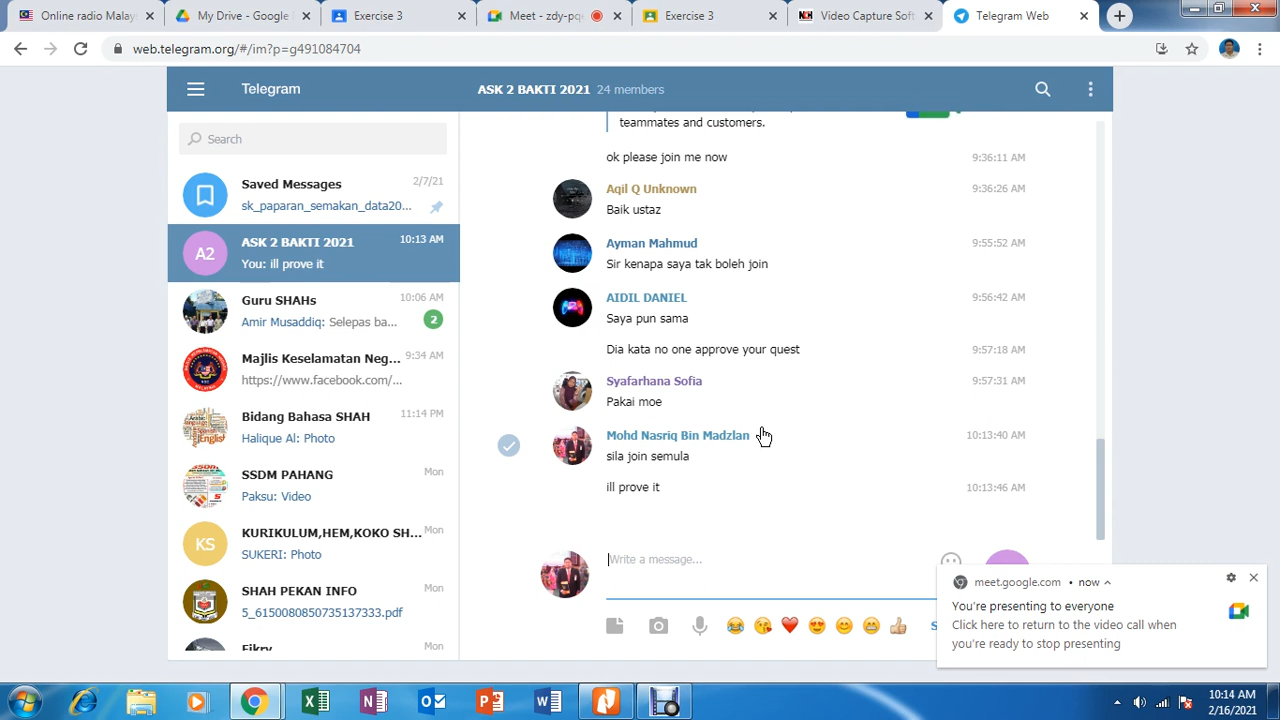 Online radio Malays
My Drive - Google
Exercise 3
Meet - zdy-pqe
Exercise 3
Video Capture Soft
Telegram Web
web.telegram.org/#/im?p=g491084704
Telegram
ASK 2 BAKTI 2021 24 members
Search
Saved Messages 2/7/21
sk_paparan_semakan_data20...
A2
ASK 2 BAKTI 2021 10:13 AM
You: ill prove it
Guru SHAHs 10:06 AM
Amir Musaddiq: Selepas ba... 2
Majlis Keselamatan Neg... 9:34 AM
https://www.facebook.com/...
Bidang Bahasa SHAH 11:14 PM
Halique Al: Photo
SSDM PAHANG Mon
Paksu: Video
KS
KURIKULUM,HEM,KOKO SH... Mon
SUKERI: Photo
SHAH PEKAN INFO Mon
5_6150080850735137333.pdf
Fikry Mon
teammates and customers.
ok please join me now 9:36:11 AM
Aqil Q Unknown 9:36:26 AM
Baik ustaz
Ayman Mahmud 9:55:52 AM
Sir kenapa saya tak boleh join
AIDIL DANIEL 9:56:42 AM
Saya pun sama
Dia kata no one approve your quest 9:57:18 AM
Syafarhana Sofia 9:57:31 AM
Pakai moe
Mohd Nasriq Bin Madzlan 10:13:40 AM
sila join semula
ill prove it 10:13:46 AM
Write a message...
meet.google.com • now
You're presenting to everyone
Click here to return to the video call when
you're ready to stop presenting
10:14 AM
2/16/2021